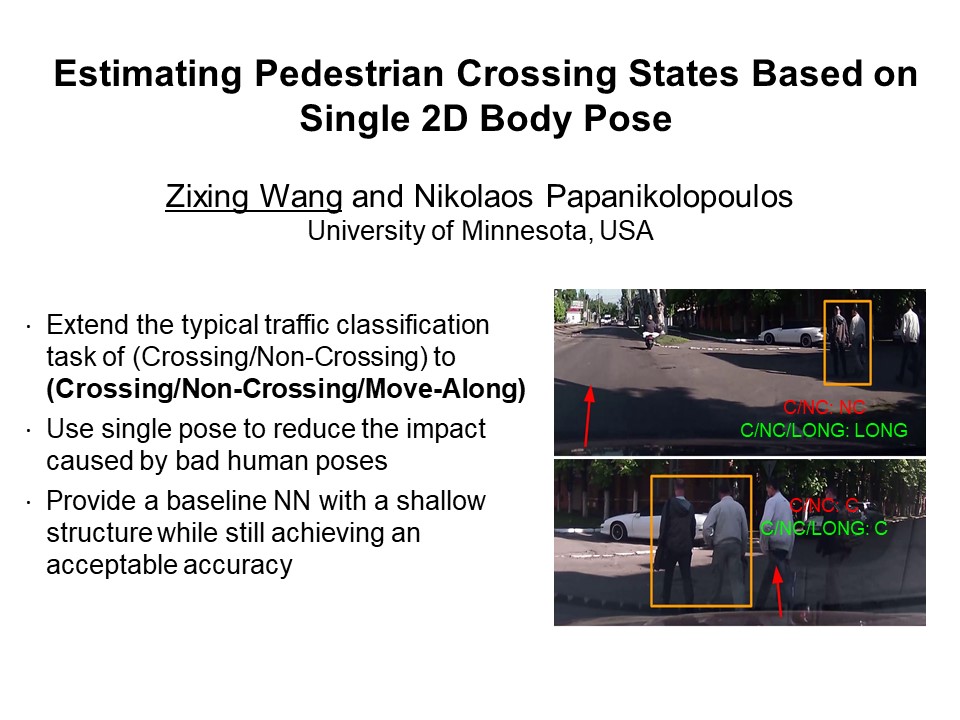 Estimating Pedestrian Crossing States Based on
Single 2D Body Pose
Zixing Wang and Nikolaos Papanikolopoulos
University of Minnesota, USA
· Extend the typical traffic classification
task of (Crossing/Non-Crossing) to
(Crossing/Non-Crossing/Move-Along)
· Use single pose to reduce the impact
caused by bad human poses
· Provide a baseline NN with a shallow
structure while still achieving an
acceptable accuracy
C/NC: NC
C/NC/LONG: LONG
C/NC: C
C/NC/LONG: C